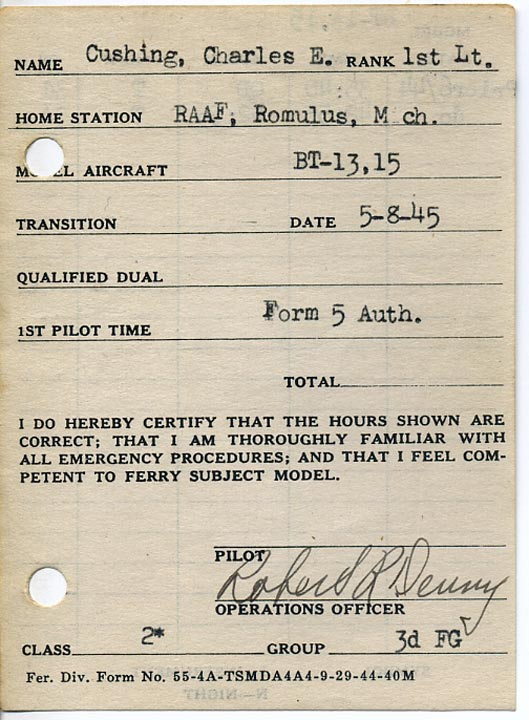 NAME Cushing, Charles E. RANK 1st Lt.
HOME STATION RAAF, Romulus, M ch.
M EL AIRCRAFT BT-13,15
TRANSITION DATE 5-8-45
QUALIFIED DUAL
1ST PILOT TIME Form 5 Auth.
TOTAL
I DO HEREBY CERTIFY THAT THE HOURS SHOWN ARE
CORRECT; THAT I AM THOROUGHLY FAMILIAR WITH
ALL EMERGENCY PROCEDURES; AND THAT I FEEL COM-
PETENT TO FERRY SUBJECT MODEL.
PILOT
Robert R Denny
OPERATIONS OFFICER
CLASS 2* GROUP 3d FG
Fer. Div. Form No. 55-4A-TSMDA4A4-9-29-44-40M